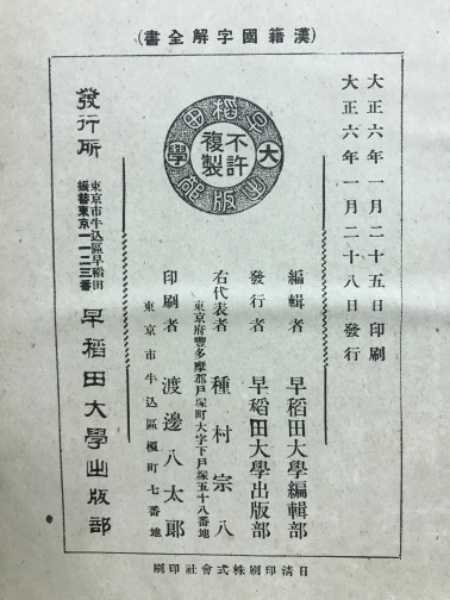 (漢籍國字解全書)
大正六年一月二十五日印刷
大正六年一月二十八日發行
早稻田大學出版部
不許複製
編輯者 早稻田大學編輯部
發行者 早稻田大學出版部
右代表者 種村宗八
東京府豐多摩郡戸塚町大字下戸塚五十八番地
印刷者 渡邊八太郎
東京市牛込區榎町七番地
發行所 東京市牛込區早稻田
振替東京一一二三番
早稻田大學出版部
日清印刷株式會社印刷